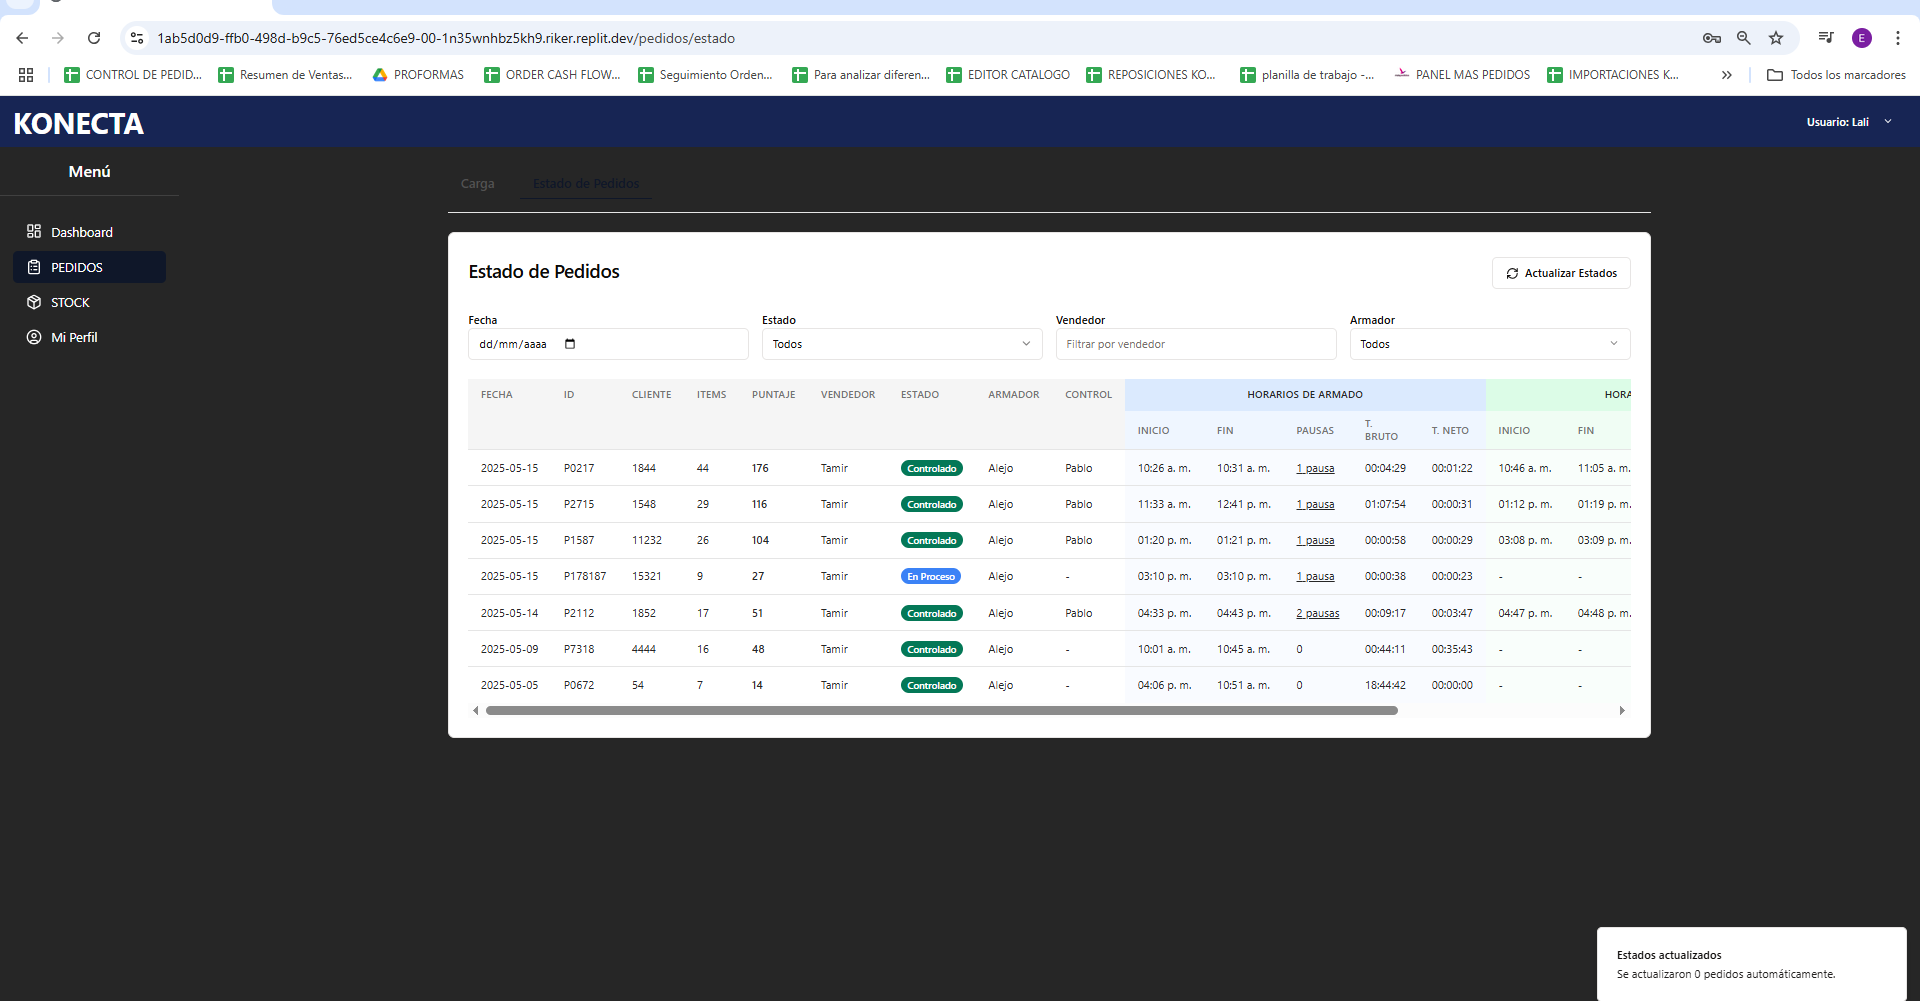 1ab5d0d9-ffb0-498d-b9c5-76ed5ce4c6e9-00-1n35wnhbz5kh9.riker.replit.dev/pedidos/estado
E
CONTROL DE PEDID... Resumen de Ventas... PROFORMAS ORDER CASH FLOW... Seguimiento Orden... Para analizar diferen... EDITOR CATALOGO REPOSICIONES KO... planilla de trabajo -... PANEL MAS PEDIDOS IMPORTACIONES K... Todos los marcadores
KONECTA
Usuario: Lali
Menú
Dashboard
PEDIDOS
STOCK
Mi Perfil
Carga Estado de Pedidos
Estado de Pedidos
Actualizar Estados
Fecha Estado Vendedor Armador
dd/mm/aaaa Todos Filtrar por vendedor Todos
FECHA ID CLIENTE ITEMS PUNTAJE VENDEDOR ESTADO ARMADOR CONTROL HORARIOS DE ARMADO HORA
INICIO FIN PAUSAS T. BRUTO T. NETO INICIO FIN
2025-05-15 P0217 1844 44 176 Tamir Controlado Alejo Pablo 10:26 a. m. 10:31 a. m. 1 pausa 00:04:29 00:01:22 10:46 a. m. 11:05 a. m.
2025-05-15 P2715 1548 29 116 Tamir Controlado Alejo Pablo 11:33 a. m. 12:41 p. m. 1 pausa 01:07:54 00:00:31 01:12 p. m. 01:19 p. m.
2025-05-15 P1587 11232 26 104 Tamir Controlado Alejo Pablo 01:20 p. m. 01:21 p. m. 1 pausa 00:00:58 00:00:29 03:08 p. m. 03:09 p. m.
2025-05-15 P178187 15321 9 27 Tamir En Proceso Alejo - 03:10 p. m. 03:10 p. m. 1 pausa 00:00:38 00:00:23 - -
2025-05-14 P2112 1852 17 51 Tamir Controlado Alejo Pablo 04:33 p. m. 04:43 p. m. 2 pausas 00:09:17 00:03:47 04:47 p. m. 04:48 p. m.
2025-05-09 P7318 4444 16 48 Tamir Controlado Alejo - 10:01 a. m. 10:45 a. m. 0 00:44:11 00:35:43 - -
2025-05-05 P0672 54 7 14 Tamir Controlado Alejo - 04:06 p. m. 10:51 a. m. 0 18:44:42 00:00:00 - -
Estados actualizados
Se actualizaron 0 pedidos automáticamente.